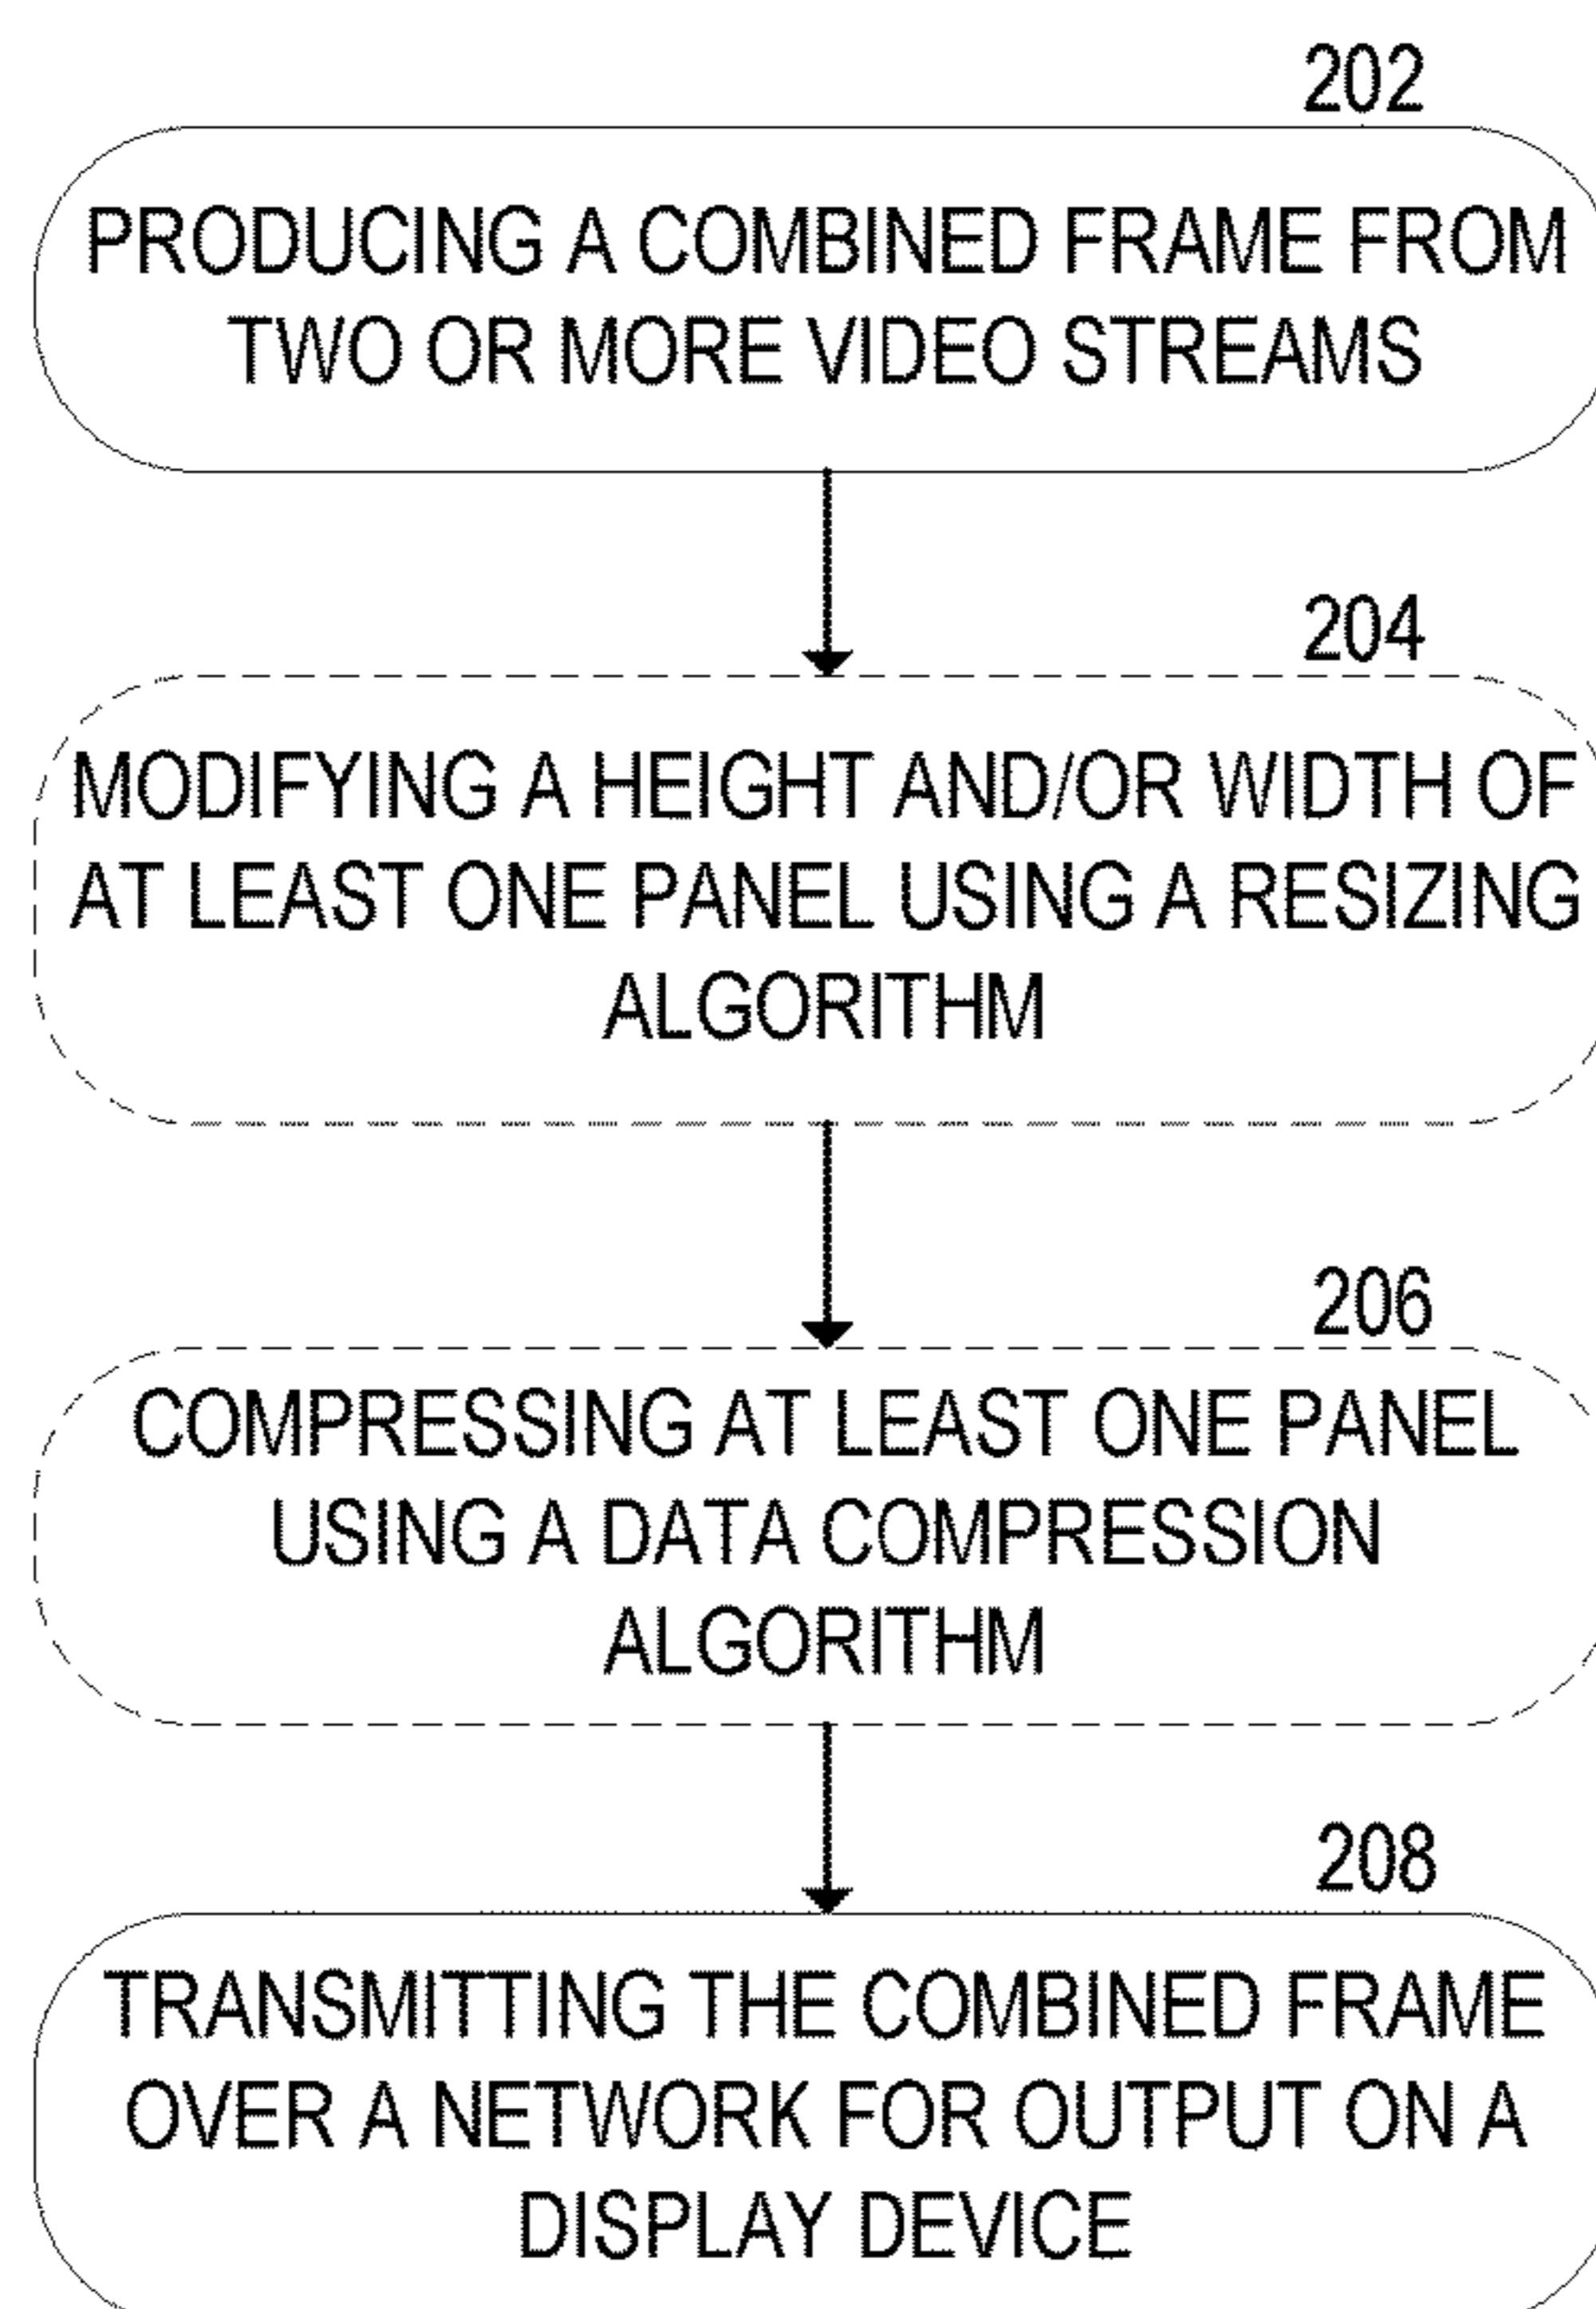 202
PRODUCING A COMBINED FRAME FROM
TWO OR MORE VIDEO STREAMS
204
MODIFYING A HEIGHT AND/OR WIDTH OF
AT LEAST ONE PANEL USING A RESIZING
ALGORITHM
206
COMPRESSING AT LEAST ONE PANEL
USING A DATA COMPRESSION
ALGORITHM
208
TRANSMITTING THE COMBINED FRAME
OVER A NETWORK FOR OUTPUT ON A
DISPLAY DEVICE